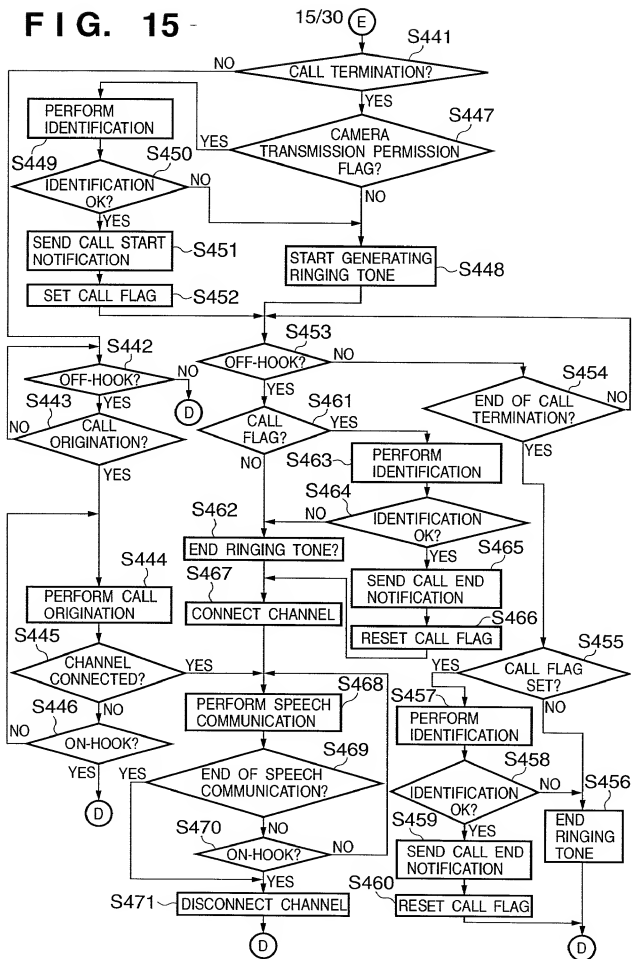 FIG. 15
15/30
E
S441
CALL TERMINATION?
NO
YES
S447
CAMERA
TRANSMISSION PERMISSION
FLAG?
YES
NO
PERFORM
IDENTIFICATION
S449
S450
IDENTIFICATION
OK?
NO
YES
SEND CALL START
NOTIFICATION
S451
SET CALL FLAG
S452
START GENERATING
RINGING TONE
S448
S442
OFF-HOOK?
NO
D
YES
S443
CALL
ORIGINATION?
NO
YES
S444
PERFORM CALL
ORIGINATION
S445
CHANNEL
CONNECTED?
YES
NO
S446
ON-HOOK?
NO
YES
D
S453
OFF-HOOK?
NO
YES
S454
END OF CALL
TERMINATION?
NO
YES
S461
CALL
FLAG?
YES
NO
S463
PERFORM
IDENTIFICATION
S464
IDENTIFICATION
OK?
NO
YES
S462
END RINGING TONE?
S465
SEND CALL END
NOTIFICATION
S466
RESET CALL FLAG
S467
CONNECT CHANNEL
S468
PERFORM SPEECH
COMMUNICATION
S469
END OF SPEECH
COMMUNICATION?
YES
NO
S470
ON-HOOK?
NO
YES
S471
DISCONNECT CHANNEL
D
S455
CALL FLAG
SET?
YES
NO
S457
PERFORM
IDENTIFICATION
S458
IDENTIFICATION
OK?
NO
YES
S456
END
RINGING
TONE
S459
SEND CALL END
NOTIFICATION
S460
RESET CALL FLAG
D